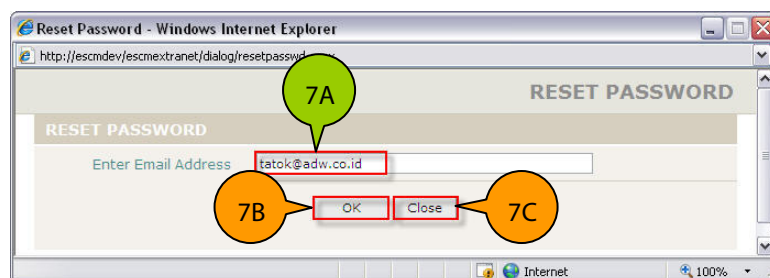 Reset Password - Windows Internet Explorer
http://escmdev/escmextranet/dialog/resetpasswd
7A
RESET PASSWORD
RESET PASSWORD
Enter Email Address tatok@adw.co.id
7B OK Close 7C
Internet 100%